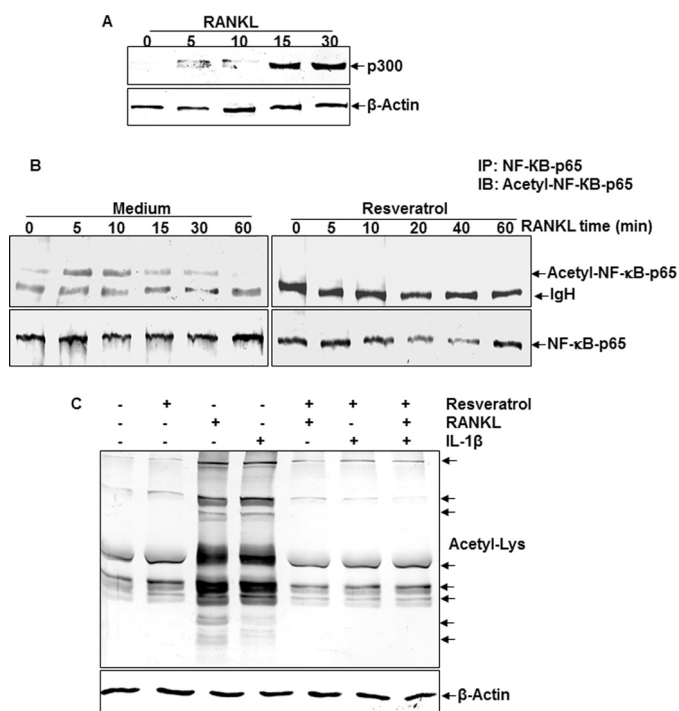 A RANKL
0 5 10 15 30
p300
β-Actin
B
IP: NF-KB-p65
IB: Acetyl-NF-KB-p65
Medium Resveratrol
0 5 10 15 30 60 0 5 10 20 40 60 RANKL time (min)
Acetyl-NF-κB-p65
IgH
NF-κB-p65
C - + - - + + + Resveratrol
- - + - + - + RANKL
- - - + - + + IL-1β
Acetyl-Lys
β-Actin